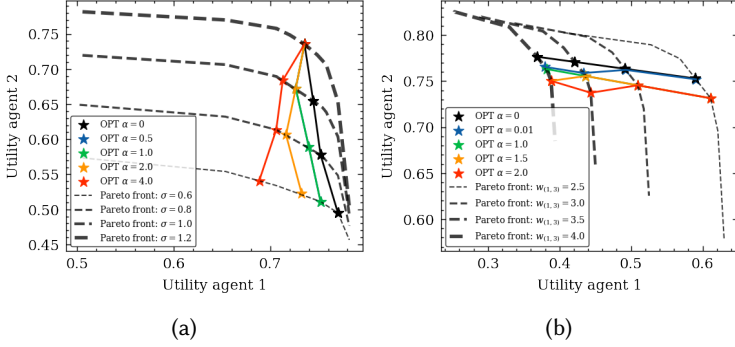 0.75
0.70
0.65
0.60
0.55
0.50
0.45
Utility agent 2
OPT α = 0
OPT α = 0.5
OPT α = 1.0
OPT α = 2.0
OPT α = 4.0
Pareto front: σ = 0.6
Pareto front: σ = 0.8
Pareto front: σ = 1.0
Pareto front: σ = 1.2
0.5 0.6 0.7
Utility agent 1
(a)
0.80
0.75
0.70
0.65
0.60
Utility agent 2
OPT α = 0
OPT α = 0.01
OPT α = 1.0
OPT α = 1.5
OPT α = 2.0
Pareto front: w(1, 3) = 2.5
Pareto front: w(1, 3) = 3.0
Pareto front: w(1, 3) = 3.5
Pareto front: w(1, 3) = 4.0
0.3 0.4 0.5 0.6
Utility agent 1
(b)